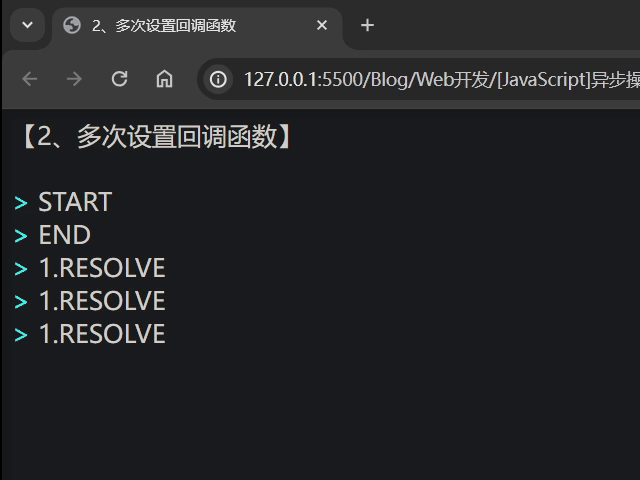 2、多次设置回调函数
127.0.0.1:5500/Blog/Web开发/[JavaScript]异步操
【2、多次设置回调函数】
> START
> END
> 1.RESOLVE
> 1.RESOLVE
> 1.RESOLVE